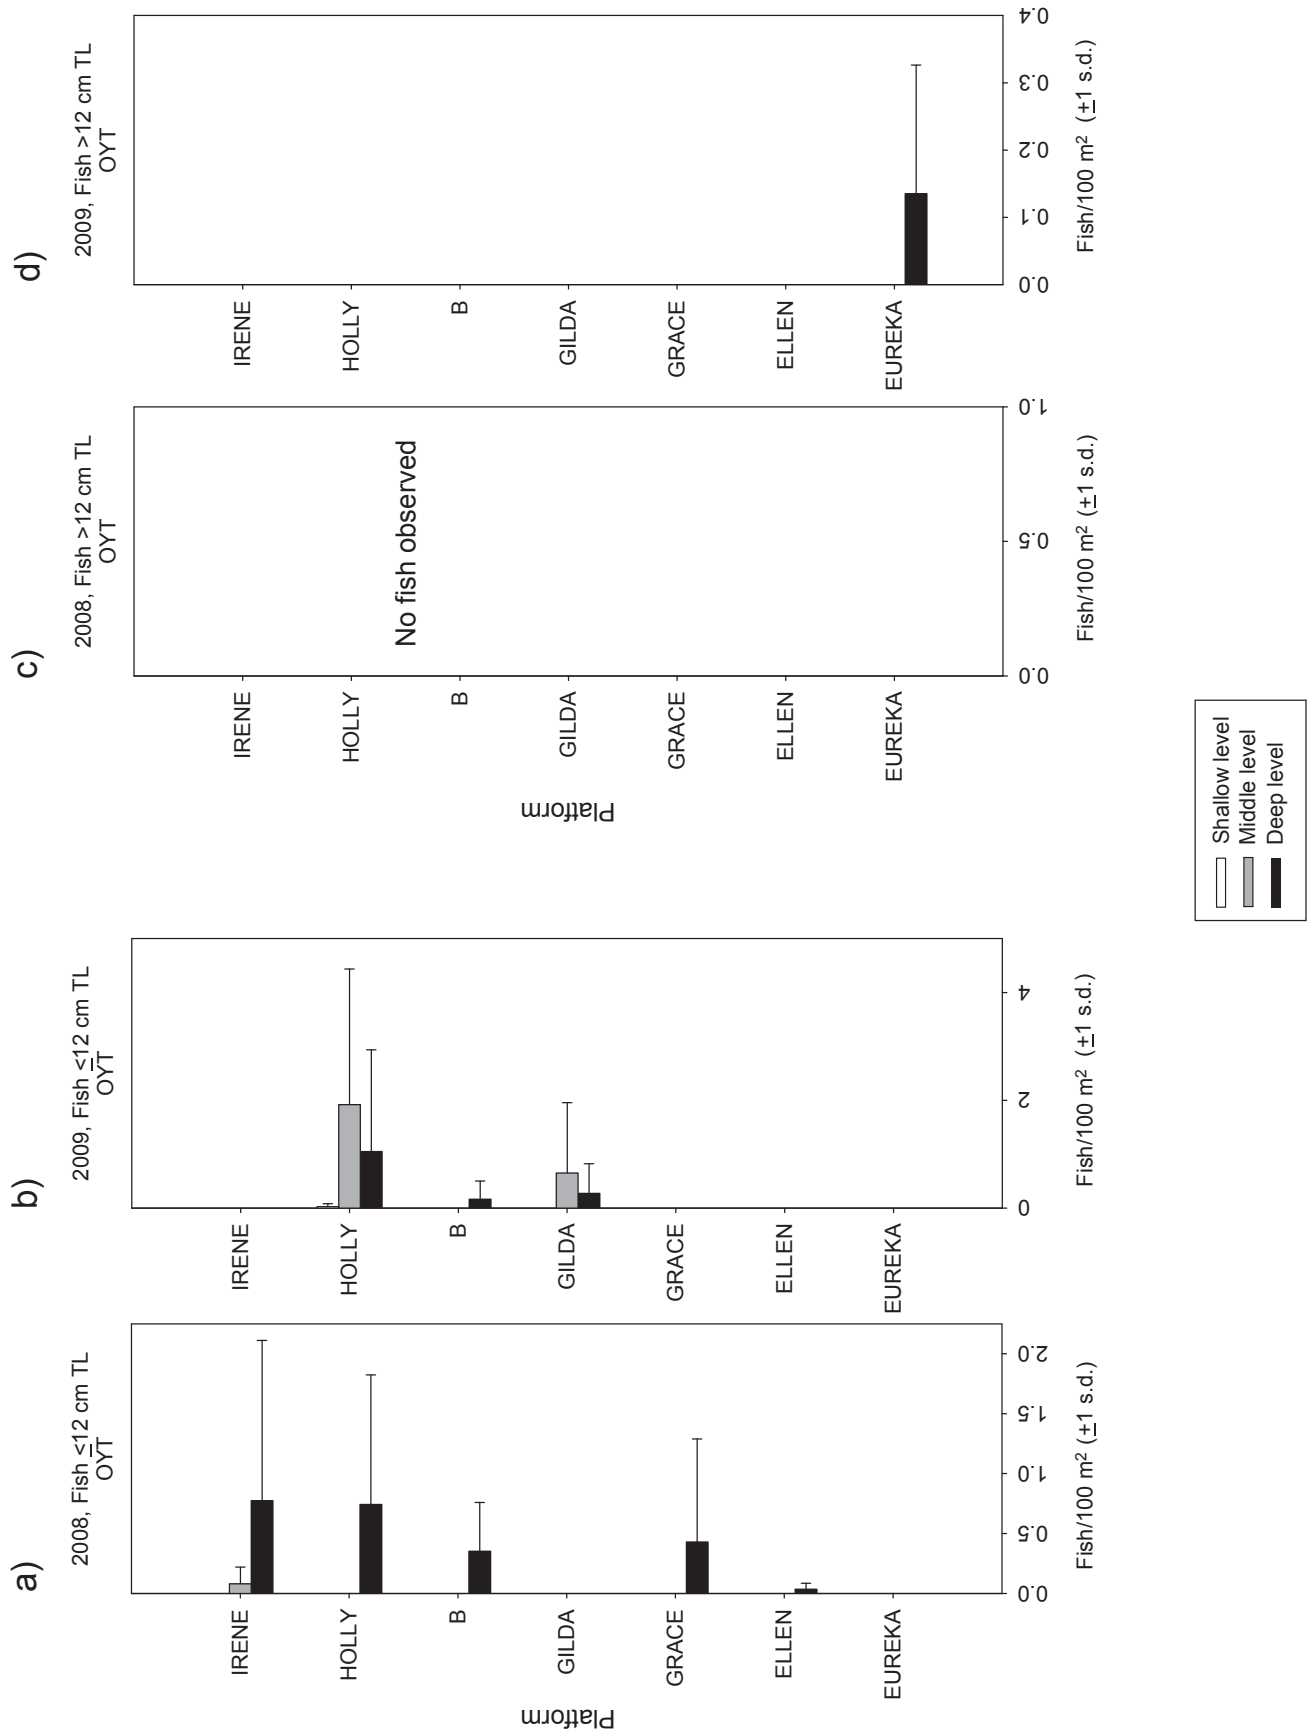 a)
2008, Fish <12 cm TL
OYT
IRENE
HOLLY
B
GILDA
GRACE
ELLEN
EUREKA
Platform
0.0
0.5
1.0
1.5
2.0
Fish/100 m² (±1 s.d.)
b)
2009, Fish <12 cm TL
OYT
IRENE
HOLLY
B
GILDA
GRACE
ELLEN
EUREKA
0
2
4
Fish/100 m² (±1 s.d.)
c)
2008, Fish >12 cm TL
OYT
No fish observed
IRENE
HOLLY
B
GILDA
GRACE
ELLEN
EUREKA
Platform
0.0
0.5
1.0
Fish/100 m² (±1 s.d.)
d)
2009, Fish >12 cm TL
OYT
IRENE
HOLLY
B
GILDA
GRACE
ELLEN
EUREKA
0.0
0.1
0.2
0.3
0.4
Fish/100 m² (±1 s.d.)
Shallow level
Middle level
Deep level